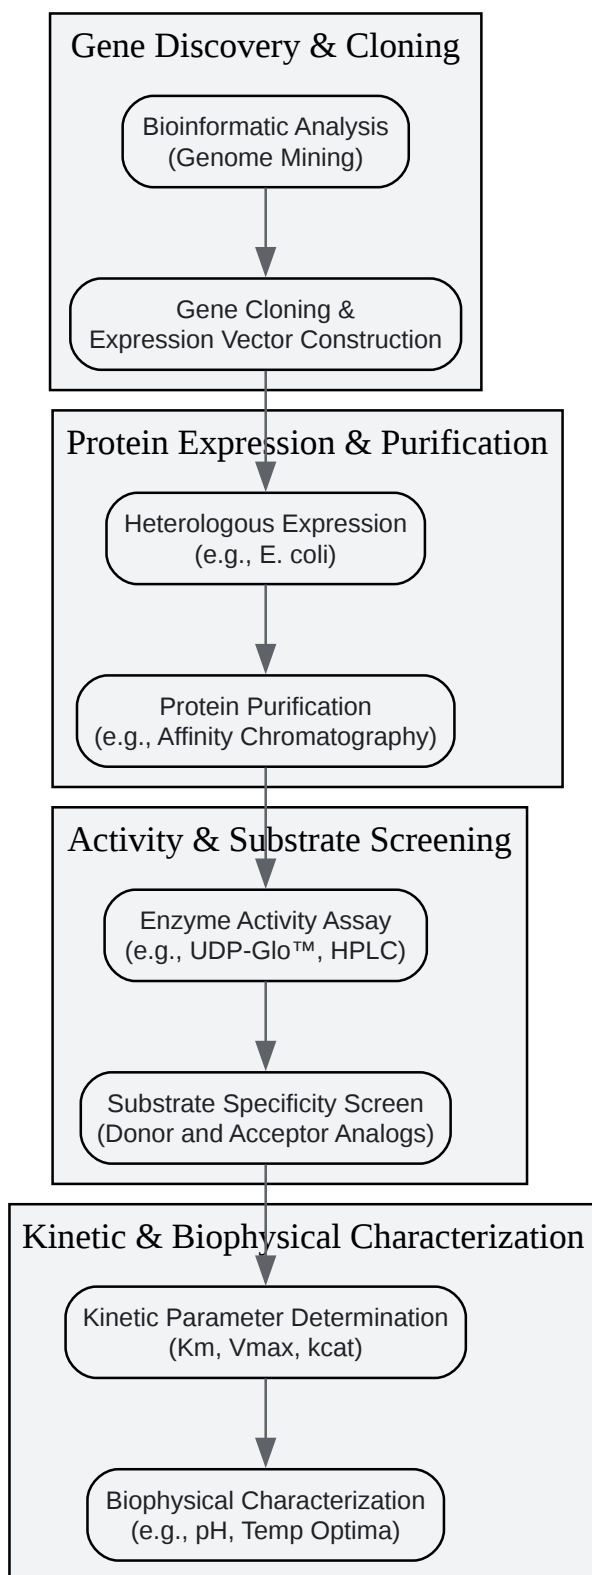 Gene Discovery & Cloning
Bioinformatic Analysis
(Genome Mining)
Gene Cloning &
Expression Vector Construction
Protein Expression & Purification
Heterologous Expression
(e.g., E. coli)
Protein Purification
(e.g., Affinity Chromatography)
Activity & Substrate Screening
Enzyme Activity Assay
(e.g., UDP-Glo™, HPLC)
Substrate Specificity Screen
(Donor and Acceptor Analogs)
Kinetic & Biophysical Characterization
Kinetic Parameter Determination
(Km, Vmax, kcat)
Biophysical Characterization
(e.g., pH, Temp Optima)